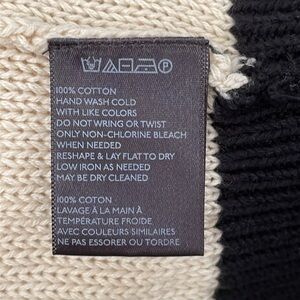 P
100% COTTON
HAND WASH COLD
WITH LIKE COLORS
DO NOT WRING OR TWIST
ONLY NON-CHLORINE BLEACH
WHEN NEEDED
RESHAPE & LAY FLAT TO DRY
LOW IRON AS NEEDED
MAY BE DRY CLEANED
100% COTON
LAVAGE À LA MAIN À
TEMPÉRATURE FROIDE
AVEC COULEURS SIMILAIRES
NE PAS ESSORER OU TORDRE